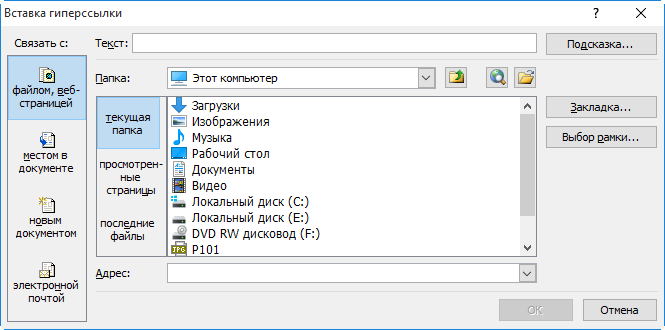 Вставка гиперссылки
?
Связать с:
Текст:
Подсказка...
файлом, веб-
страницей
Папка:
Этот компьютер
текущая
папка
Загрузки
Изображения
Музыка
Рабочий стол
Документы
Видео
Локальный диск (C:)
Локальный диск (E:)
DVD RW дисковод (F:)
P101
Закладка...
Выбор рамки...
местом в
документе
просмотрен-
ные
страницы
новым
документом
последние
файлы
электронной
почтой
Адрес:
ОК
Отмена